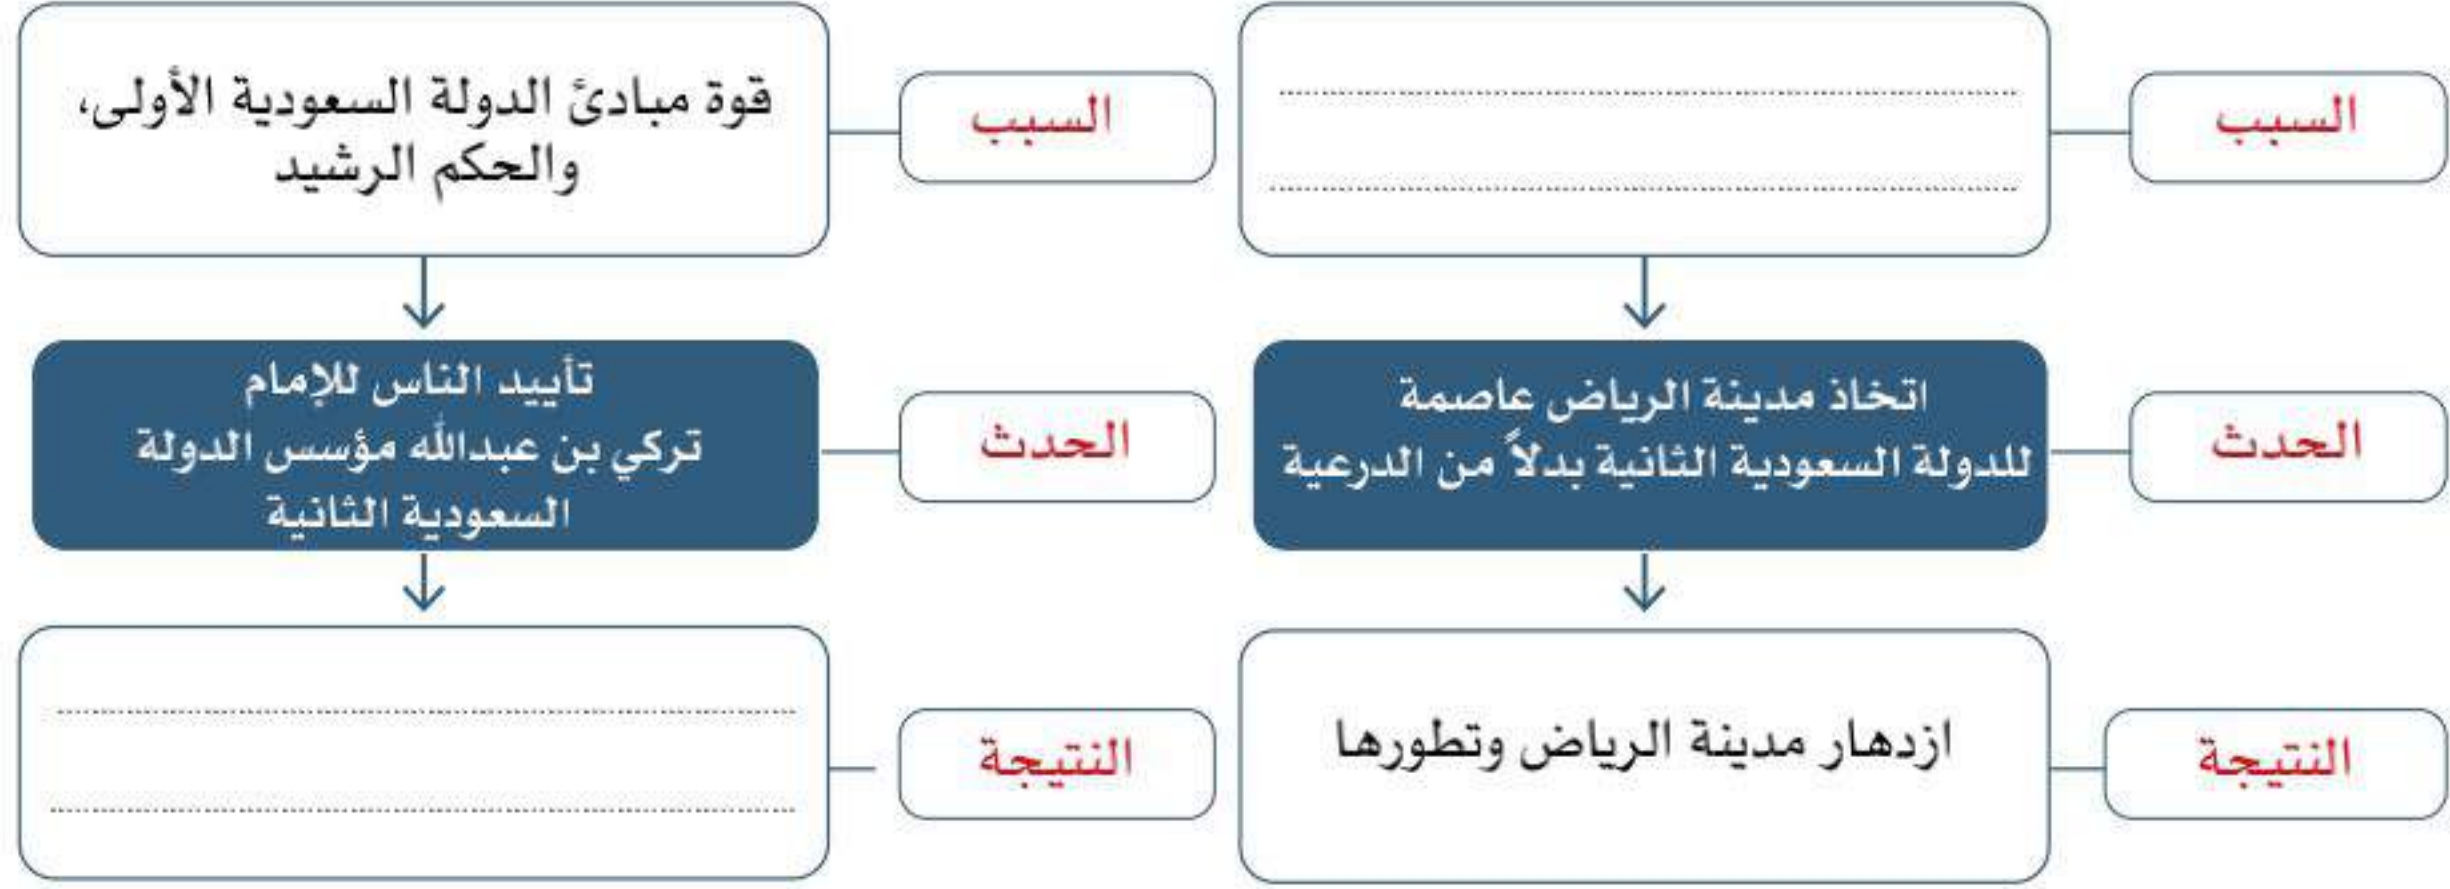 السبب
السبب
قوة مبادئ الدولة السعودية الأولى،
والحكم الرشيد
الحدث
اتخاذ مدينة الرياض عاصمة
للدولة السعودية الثانية بدلاً من الدرعية
الحدث
تأييد الناس للإمام
تركي بن عبدالله مؤسس الدولة
السعودية الثانية
النتيجة
ازدهار مدينة الرياض وتطورها
النتيجة